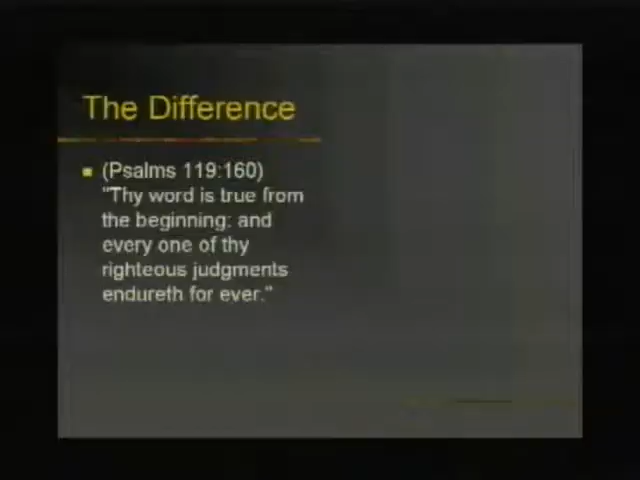 The Difference
(Psalms 119:160)
"Thy word is true from
the beginning: and
every one of thy
righteous judgments
endureth for ever."